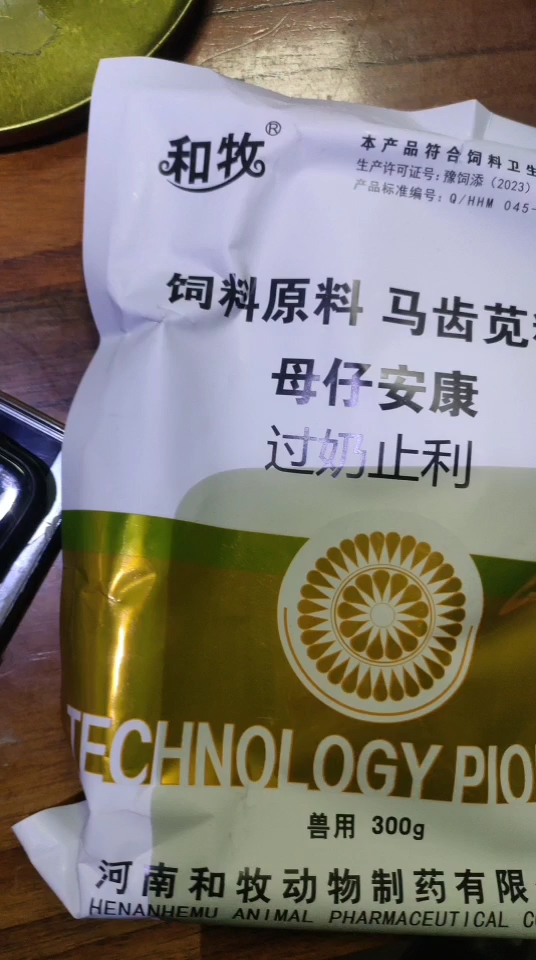 和牧®
本产品符合饲料卫生
生产许可证号：豫饲添（2023）
产品标准编号：Q/HHM 045-
饲料原料 马齿苋
母仔安康
过奶止利
TECHNOLOGY PIO
兽用 300g
河南和牧动物制药有限
HENANHEMU ANIMAL PHARMACEUTICAL C